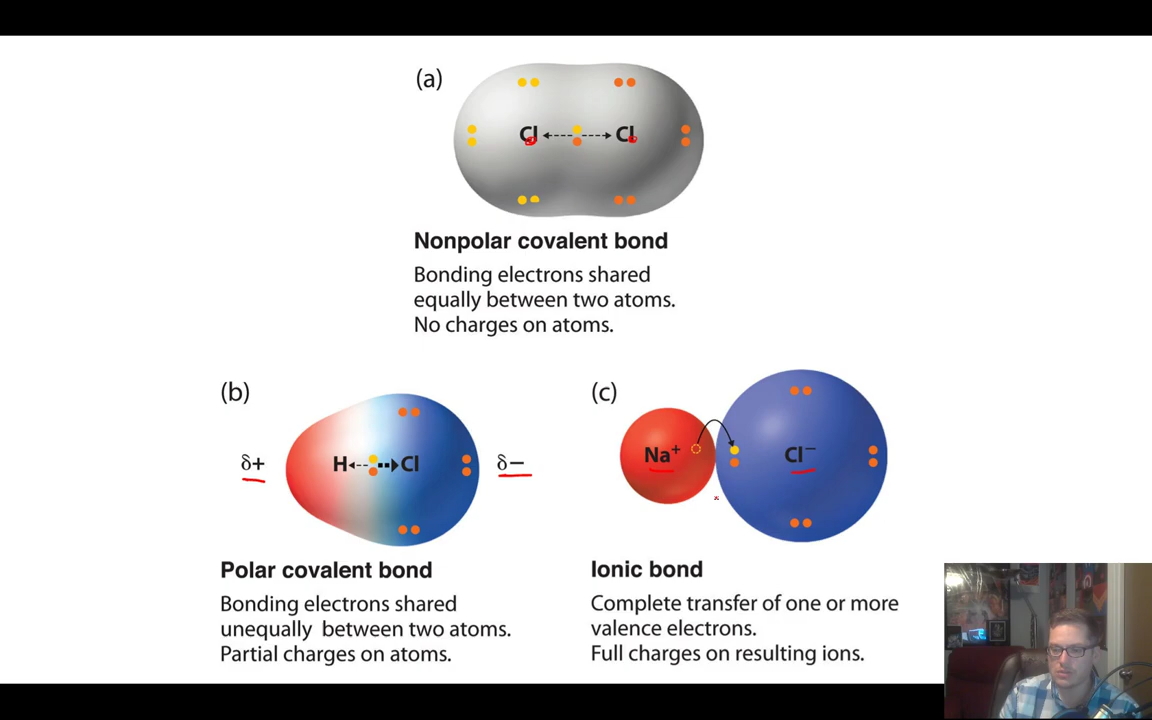 (a)
Cl Cl
Nonpolar covalent bond
Bonding electrons shared
equally between two atoms.
No charges on atoms.
(b)
δ+ H Cl δ−
Polar covalent bond
Bonding electrons shared
unequally between two atoms.
Partial charges on atoms.
(c)
Na⁺ Cl⁻
Ionic bond
Complete transfer of one or more
valence electrons.
Full charges on resulting ions.